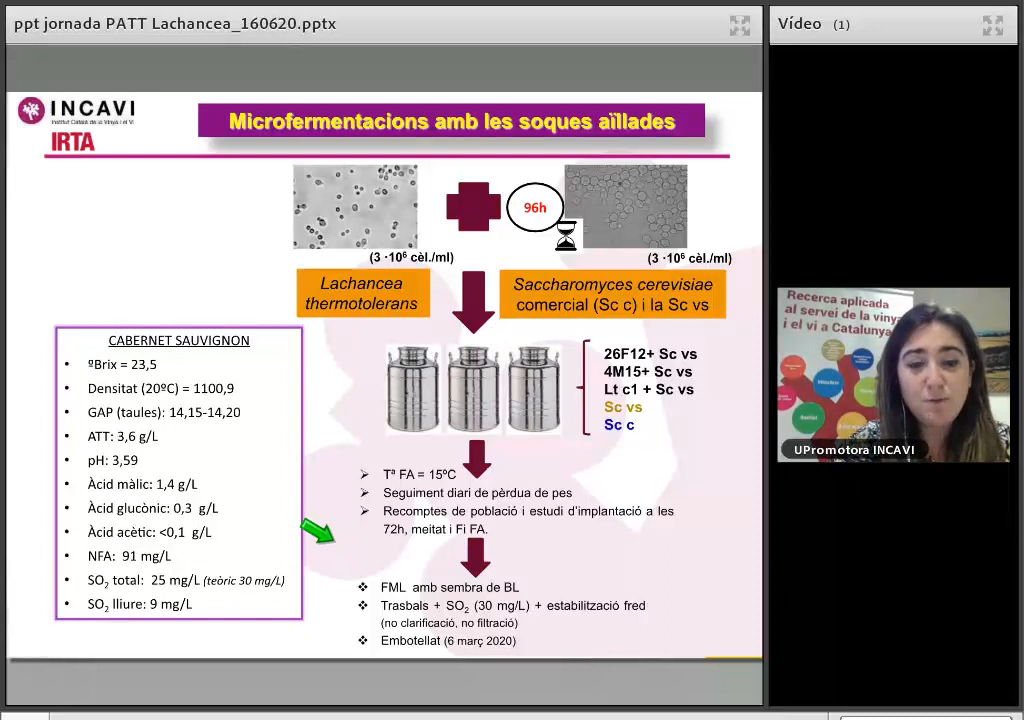 ppt jornada PATT Lachancea_160620.pptx
Vídeo (1)
INCAVI
Institut Català de la Vinya i el Vi
IRTA
Microfermentacions amb les soques aïllades
96h
(3 ·10⁶ cèl./ml)
(3 ·10⁶ cèl./ml)
Lachancea
thermotolerans
Saccharomyces cerevisiae
comercial (Sc c) i la Sc vs
CABERNET SAUVIGNON
• ºBrix = 23,5
• Densitat (20ºC) = 1100,9
• GAP (taules): 14,15-14,20
• ATT: 3,6 g/L
• pH: 3,59
• Àcid màlic: 1,4 g/L
• Àcid glucònic: 0,3 g/L
• Àcid acètic: <0,1 g/L
• NFA: 91 mg/L
• SO₂ total: 25 mg/L (teòric 30 mg/L)
• SO₂ lliure: 9 mg/L
26F12+ Sc vs
4M15+ Sc vs
Lt c1 + Sc vs
Sc vs
Sc c
➢ Tª FA = 15ºC
➢ Seguiment diari de pèrdua de pes
➢ Recomptes de població i estudi d'implantació a les
72h, meitat i Fi FA.
❖ FML amb sembra de BL
❖ Trasbals + SO₂ (30 mg/L) + estabilització fred
(no clarificació, no filtració)
❖ Embotellat (6 març 2020)
Recerca aplicada
al servei de la vinya
i el vi a Catalunya
UPromotora INCAVI